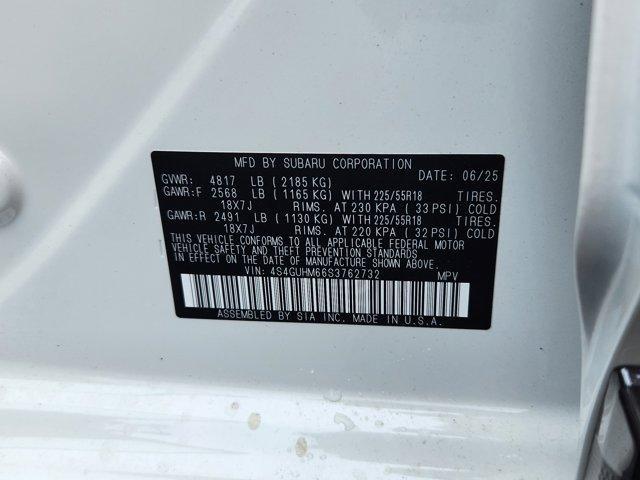 MFD BY SUBARU CORPORATION DATE: 06/25
GVWR: 4817 LB (2185 KG)
GAWR:F 2568 LB (1165 KG) WITH 225/55R18 TIRES.
18X7J RIMS. AT 230 KPA ( 33 PSI) COLD
GAWR:R 2491 LB (1130 KG) WITH 225/55R18 TIRES.
18X7J RIMS. AT 220 KPA ( 32 PSI) COLD
THIS VEHICLE CONFORMS TO ALL APPLICABLE FEDERAL MOTOR
VEHICLE SAFETY, BUMPER, AND THEFT PREVENTION STANDARDS
IN EFFECT ON THE DATE OF MANUFACTURE SHOWN ABOVE.
VIN: 4S4GUHM66S3762732 MPV
ASSEMBLED BY SIA INC. MADE IN U.S.A.